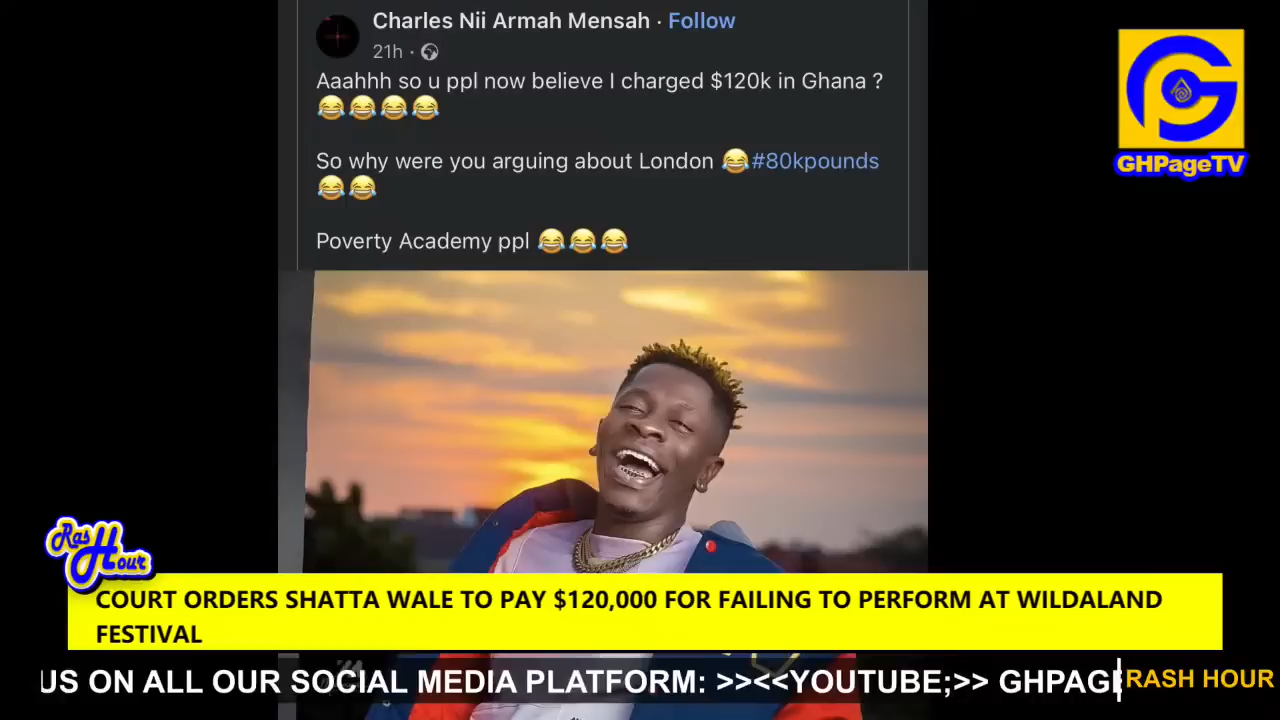 Charles Nii Armah Mensah · Follow
21h ·
Aaahhh so u ppl now believe I charged $120k in Ghana ?
😂😂😂😂
So why were you arguing about London 😂#80kpounds
😂😂
Poverty Academy ppl 😂😂😂
GHPageTV
Ras Hour
COURT ORDERS SHATTA WALE TO PAY $120,000 FOR FAILING TO PERFORM AT WILDALAND
FESTIVAL
US ON ALL OUR SOCIAL MEDIA PLATFORM: >><<YOUTUBE;>> GHPAGE
RASH HOUR